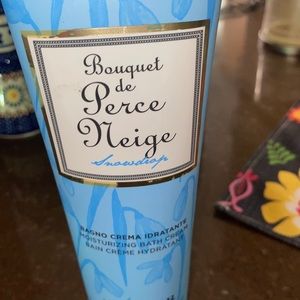 Bouquet
de
Perce
Neige
Snowdrop
BAGNO CREMA IDRATANTE
MOISTURIZING BATH CREAM
BAIN CRÈME HYDRATANT